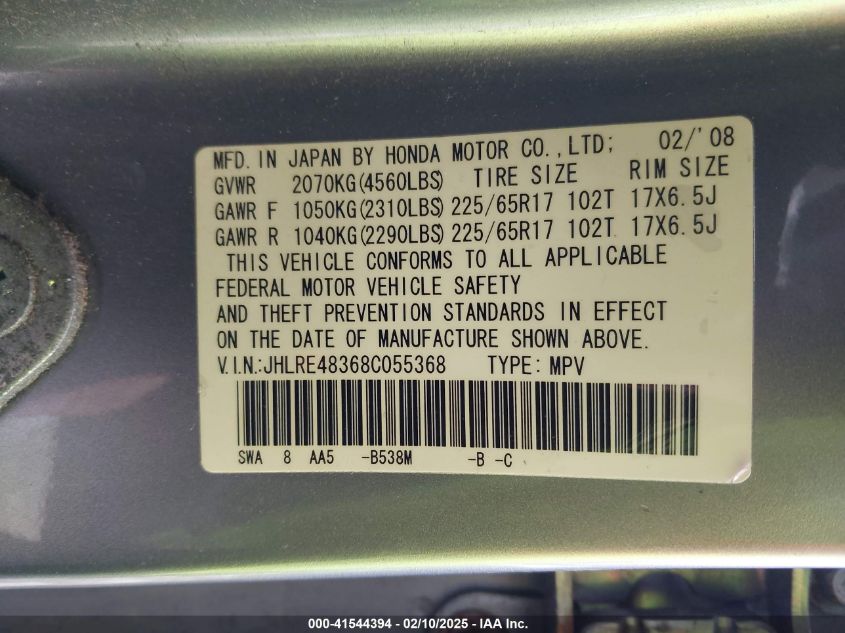 MFD. IN JAPAN BY HONDA MOTOR CO., LTD; 02/'08
GVWR 2070KG(4560LBS) TIRE SIZE RIM SIZE
GAWR F 1050KG(2310LBS) 225/65R17 102T 17X6.5J
GAWR R 1040KG(2290LBS) 225/65R17 102T 17X6.5J
THIS VEHICLE CONFORMS TO ALL APPLICABLE
FEDERAL MOTOR VEHICLE SAFETY
AND THEFT PREVENTION STANDARDS IN EFFECT
ON THE DATE OF MANUFACTURE SHOWN ABOVE.
V.I.N.:JHLRE48368C055368 TYPE: MPV
SWA 8 AA5 -B538M -B -C
000-41544394 - 02/10/2025 - IAA Inc.